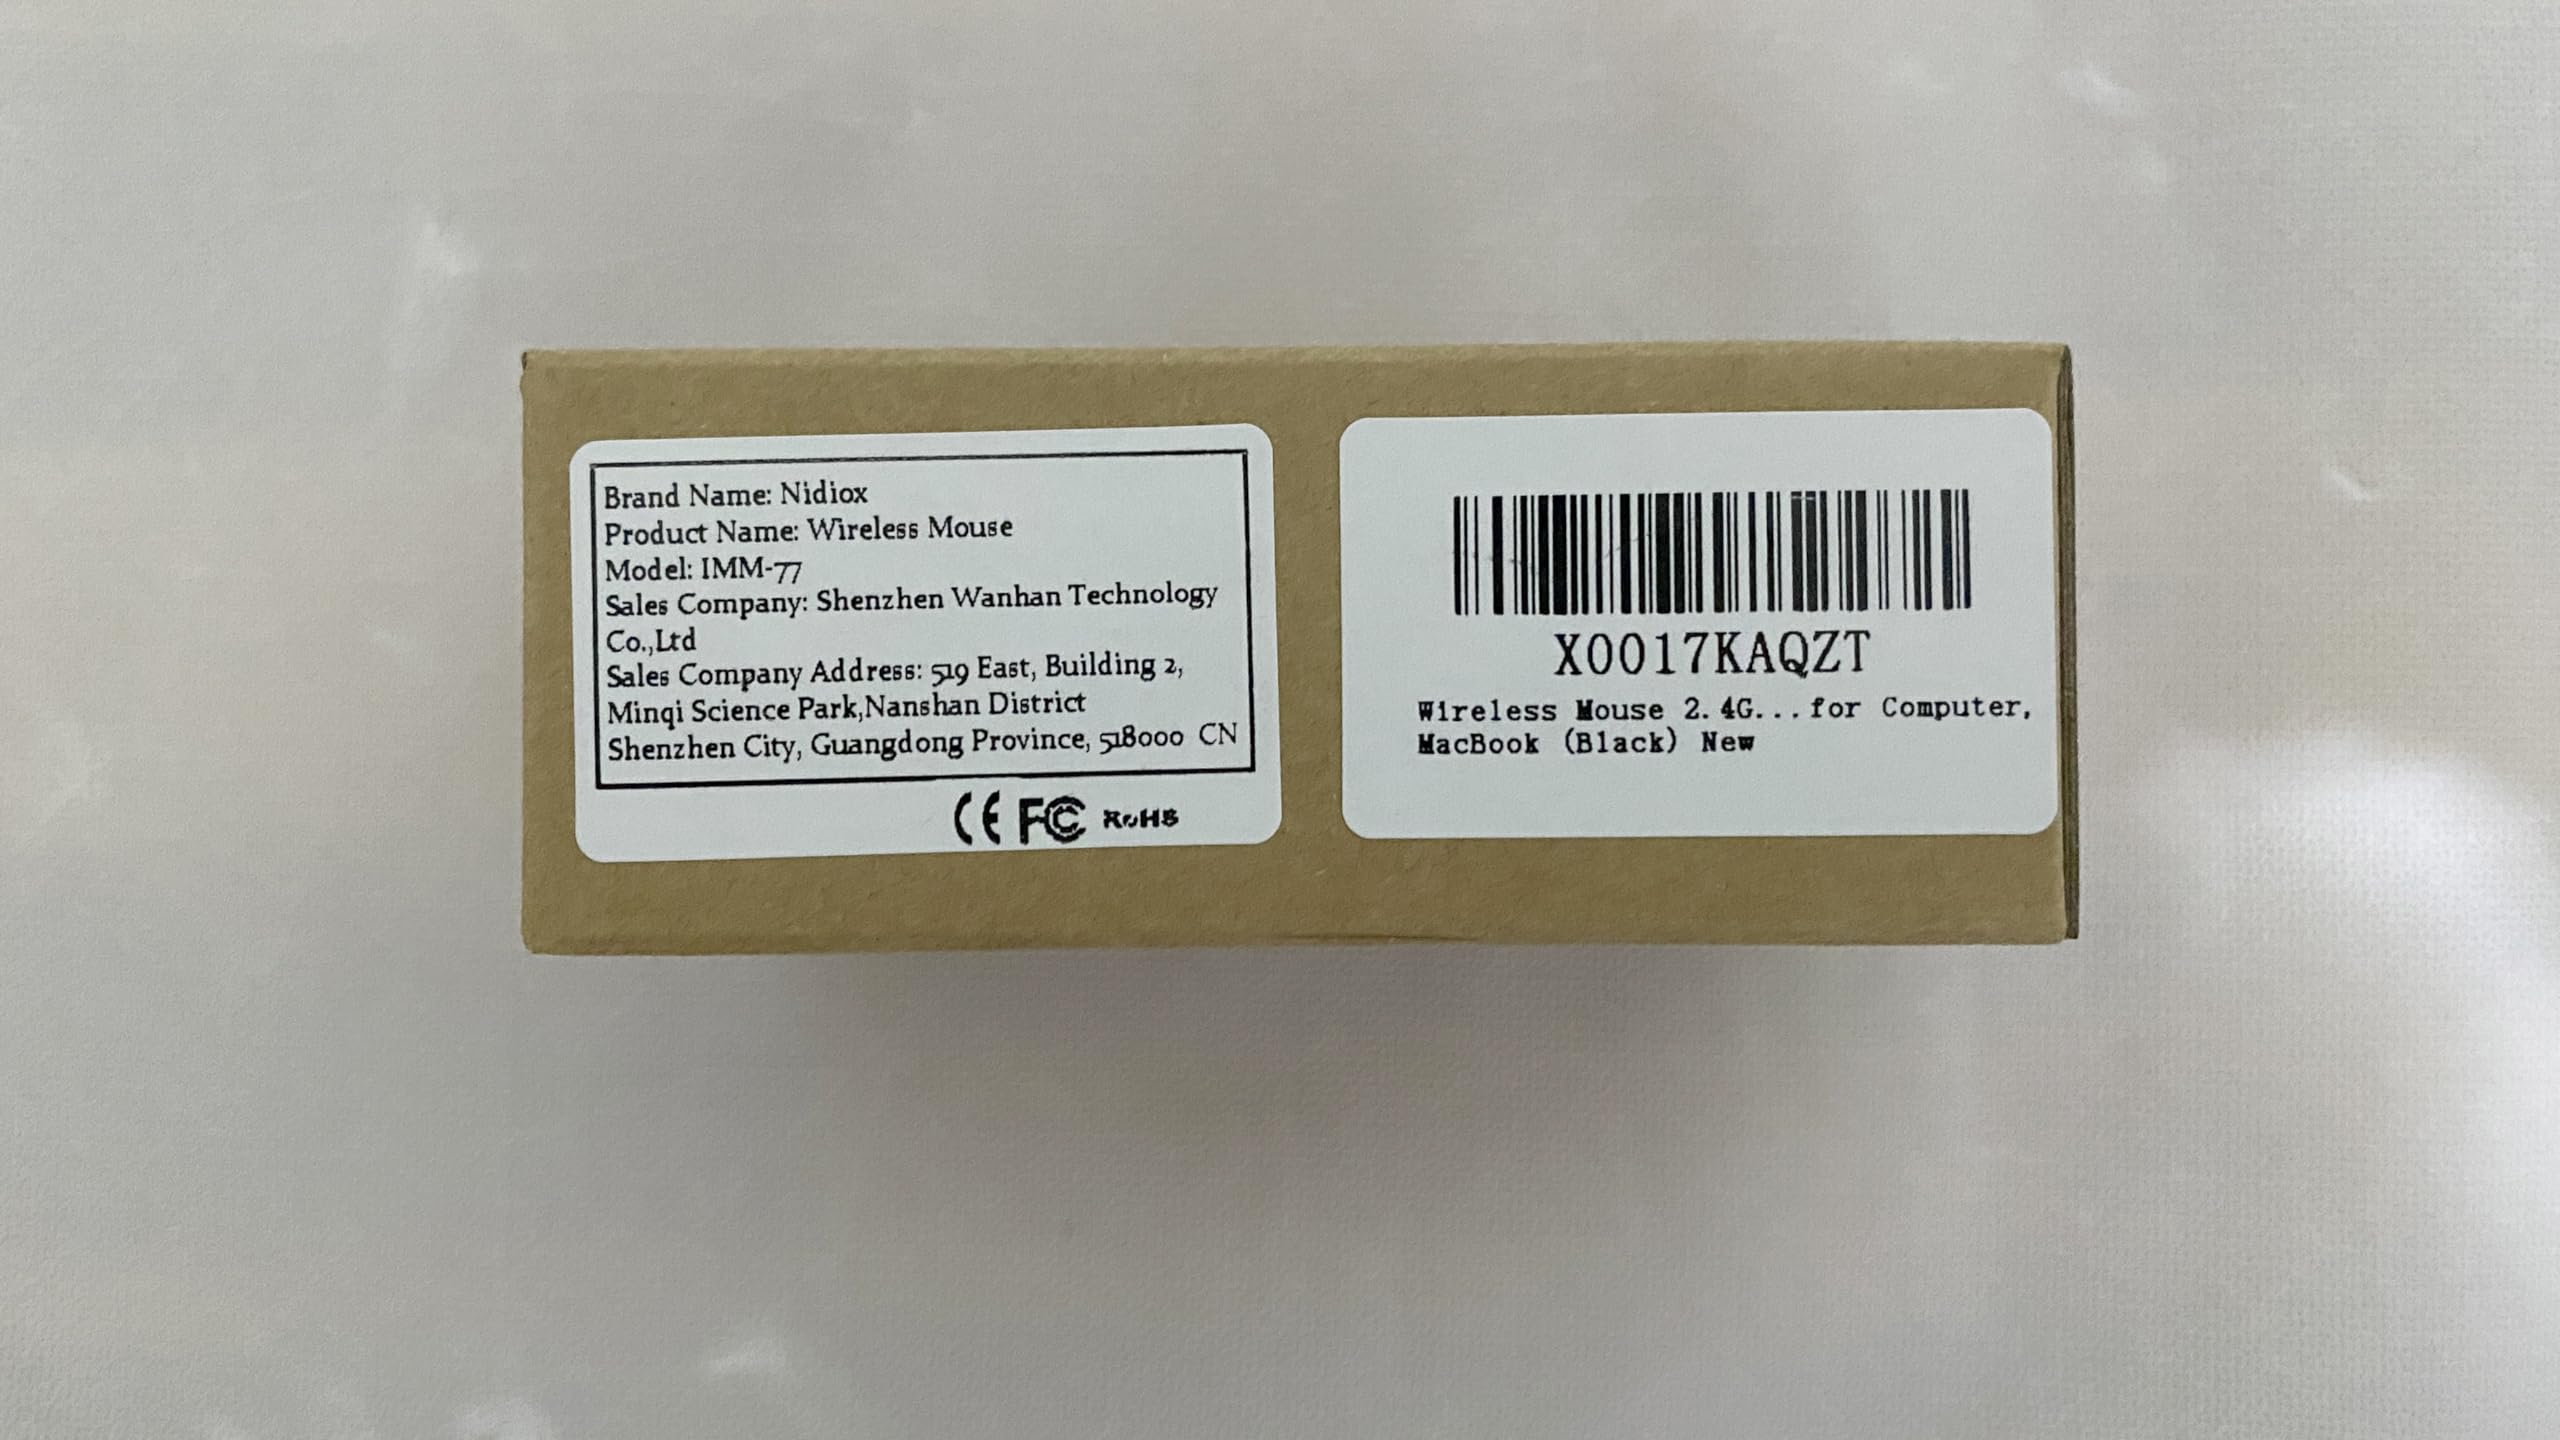 Brand Name: Nidiox
Product Name: Wireless Mouse
Model: IMM-77
Sales Company: Shenzhen Wanhan Technology
Co.,Ltd
Sales Company Address: 519 East, Building 2,
Minqi Science Park,Nanshan District
Shenzhen City, Guangdong Province, 518000 CN
CE FC RoHS
X0017KAQZT
Wireless Mouse 2.4G...for Computer,
MacBook (Black) New